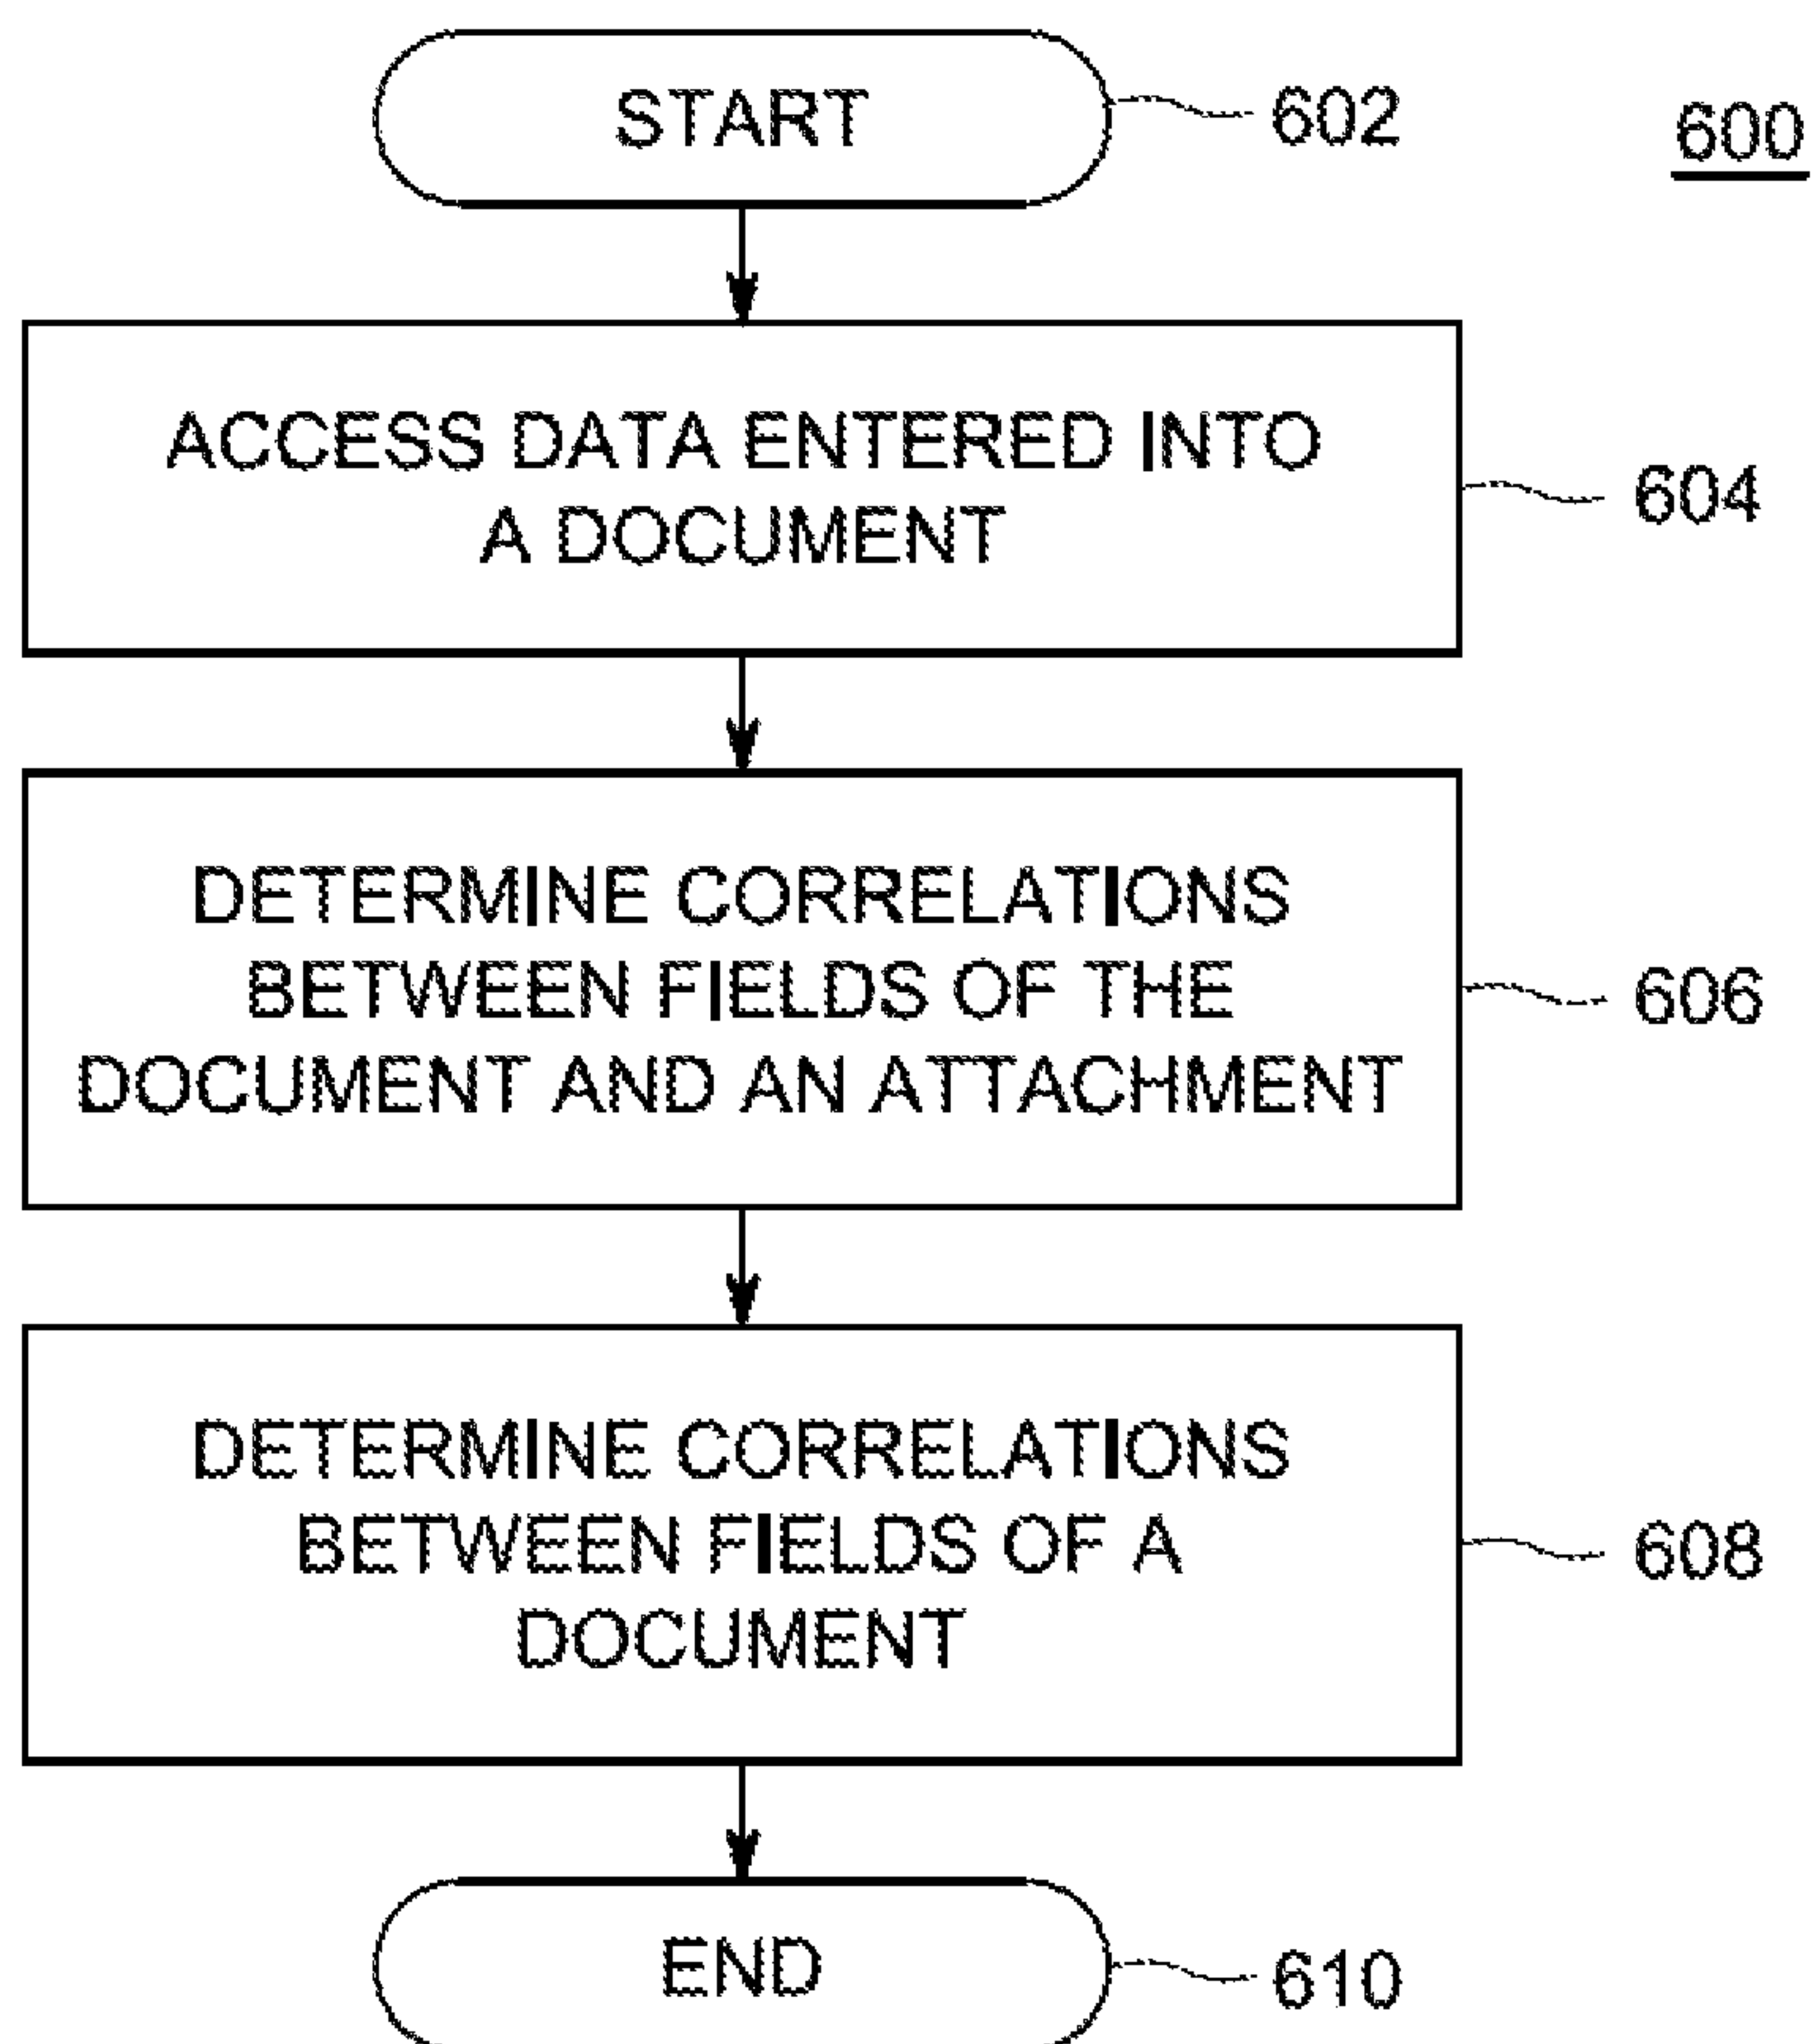 START
602
600
ACCESS DATA ENTERED INTO
A DOCUMENT
604
DETERMINE CORRELATIONS
BETWEEN FIELDS OF THE
DOCUMENT AND AN ATTACHMENT
606
DETERMINE CORRELATIONS
BETWEEN FIELDS OF A
DOCUMENT
608
END
610